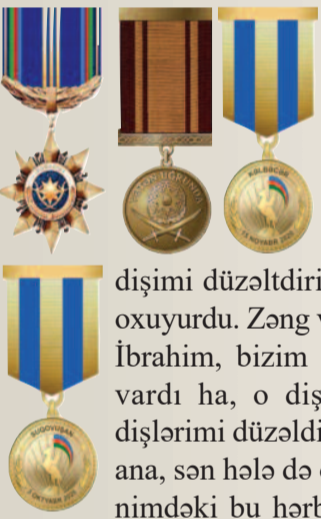 VƏTƏN UĞRUNDA
KƏLBƏCƏR
25 NOYABR 2020
SUQOVUŞAN
3 OKTYABR 2020
dişimi düzəltdiri
oxuyurdu. Zəng v
İbrahim, bizim
vardı ha, o diş
dişlərimi düzəldi
ana, sən hələ də
nimdəki bu hərb